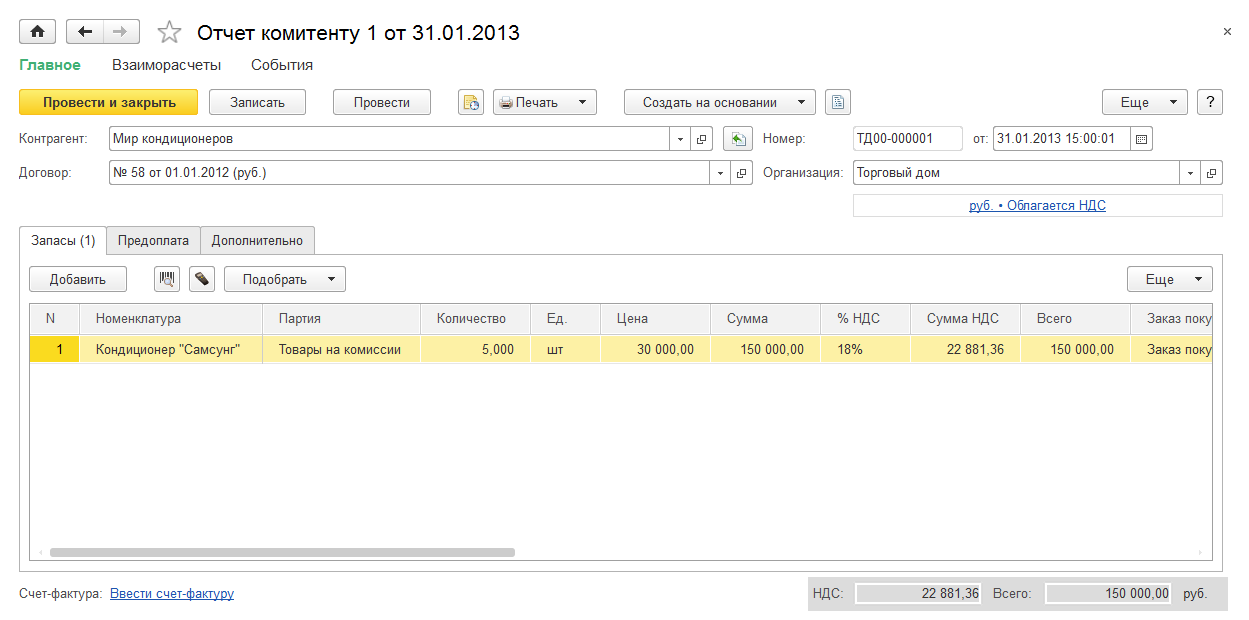 Отчет комитенту 1 от 31.01.2013
×
Главное Взаиморасчеты События
Провести и закрыть Записать Провести Печать Создать на основании Еще ?
Контрагент: Мир кондиционеров Номер: ТД00-000001 от: 31.01.2013 15:00:01
Договор: № 58 от 01.01.2012 (руб.) Организация: Торговый дом
руб. • Облагается НДС
Запасы (1) Предоплата Дополнительно
Добавить Подобрать Еще
N Номенклатура Партия Количество Ед. Цена Сумма % НДС Сумма НДС Всего Заказ поку
1 Кондиционер "Самсунг" Товары на комиссии 5,000 шт 30 000,00 150 000,00 18% 22 881,36 150 000,00 Заказ поку
Счет-фактура: Ввести счет-фактуру НДС: 22 881,36 Всего: 150 000,00 руб.